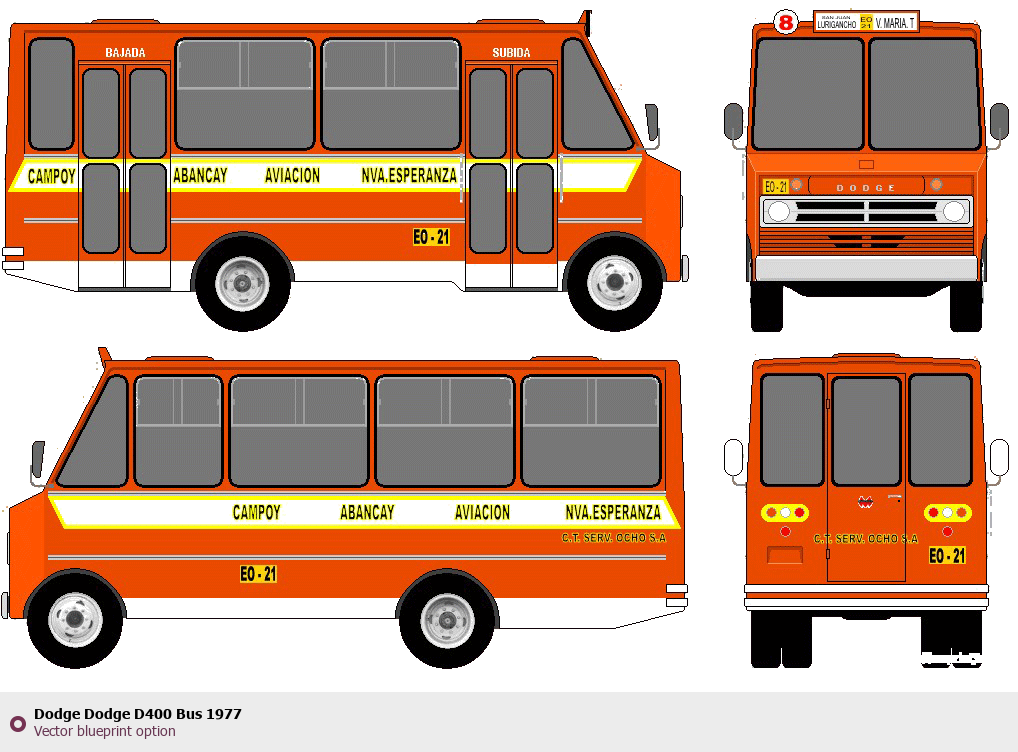 BAJADA
SUBIDA
CAMPOY ABANCAY AVIACION NVA.ESPERANZA
EO - 21
8
SAN JUAN
LURIGANCHO
EO
21
V. MARIA. T
EO - 21
DODGE
CAMPOY ABANCAY AVIACION NVA.ESPERANZA
C.T. SERV. OCHO S.A
EO - 21
C.T. SERV. OCHO S.A
EO - 21
Dodge Dodge D400 Bus 1977
Vector blueprint option